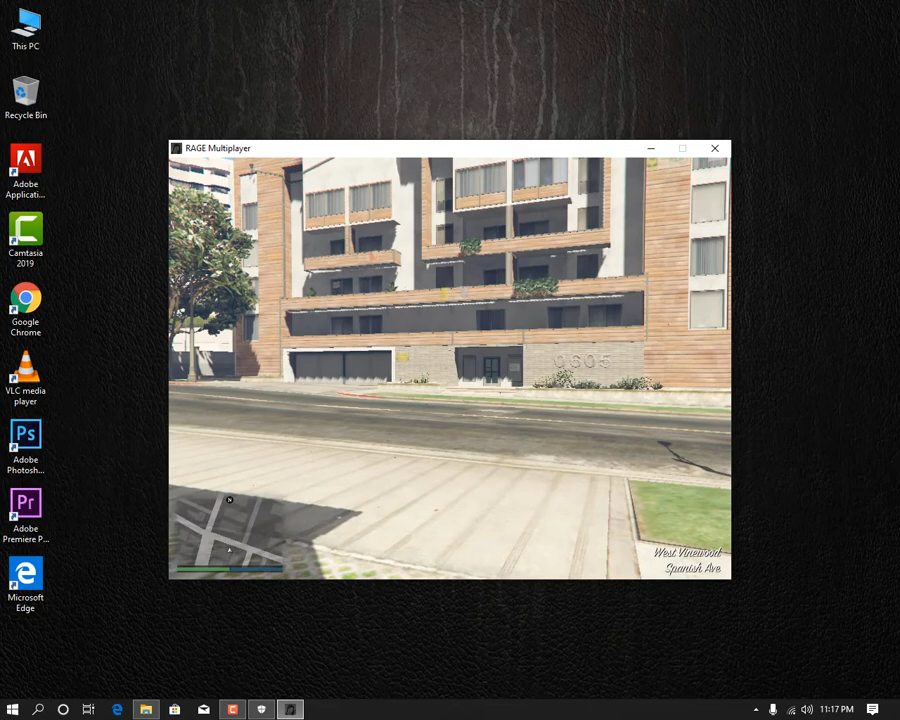 This PC
Recycle Bin
Adobe
Applicati...
Camtasia
2019
Google
Chrome
VLC media
player
Adobe
Photosh...
Adobe
Premiere P...
Microsoft
Edge
RAGE Multiplayer
0605
N
West Vinewood
Spanish Ave
11:17 PM